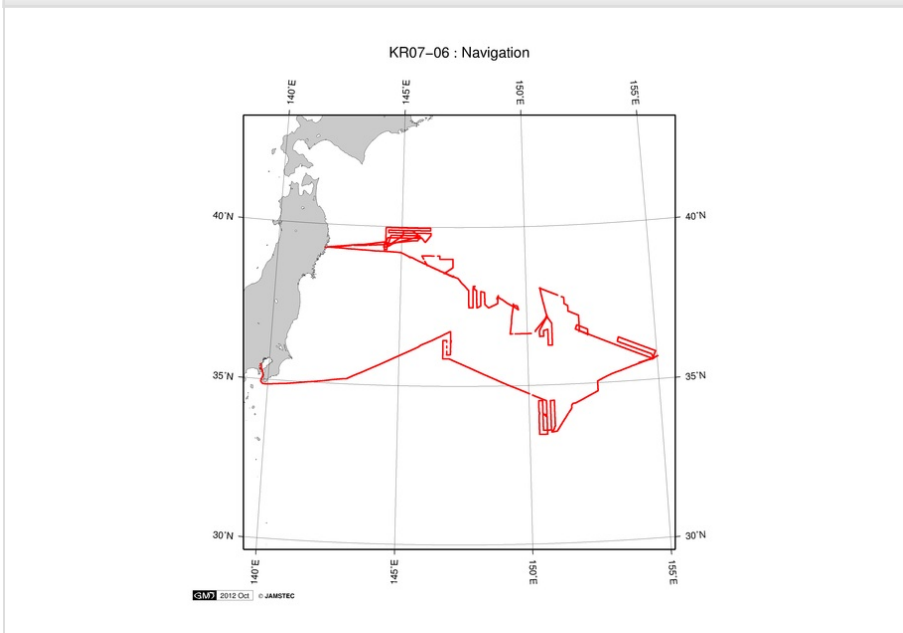 KR07−06 : Navigation
140˚E 145˚E 150˚E 155˚E
40˚N 40˚N
35˚N 35˚N
30˚N 30˚N
140˚E 145˚E 150˚E 155˚E
GMD 2012 Oct © JAMSTEC